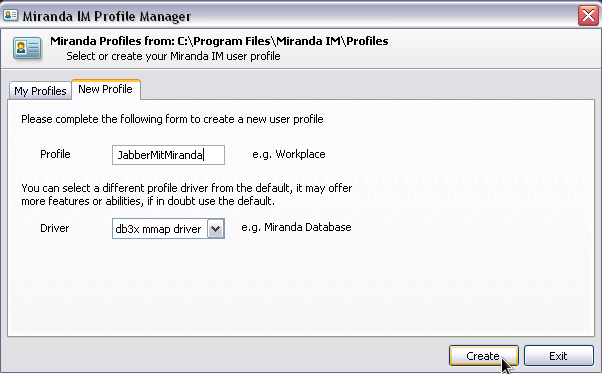 Miranda IM Profile Manager
Miranda Profiles from: C:\Program Files\Miranda IM\Profiles
Select or create your Miranda IM user profile
My Profiles New Profile
Please complete the following form to create a new user profile
Profile JabberMitMiranda e.g. Workplace
You can select a different profile driver from the default, it may offer
more features or abilities, if in doubt use the default.
Driver db3x mmap driver e.g. Miranda Database
Create Exit